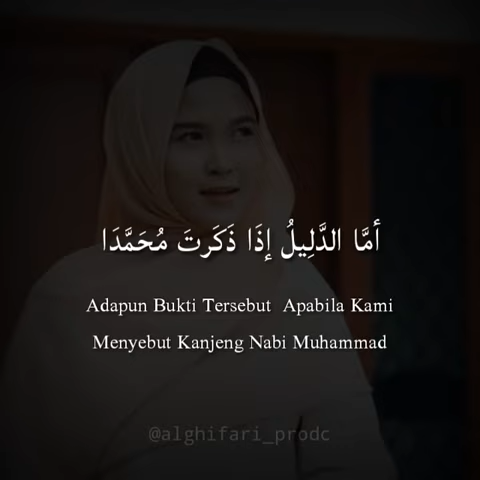 أَمَّا الدَّلِيلُ إِذَا ذَكَرتَ مُحَمَّدَا
Adapun Bukti Tersebut Apabila Kami
Menyebut Kanjeng Nabi Muhammad
@alghifari_prodc